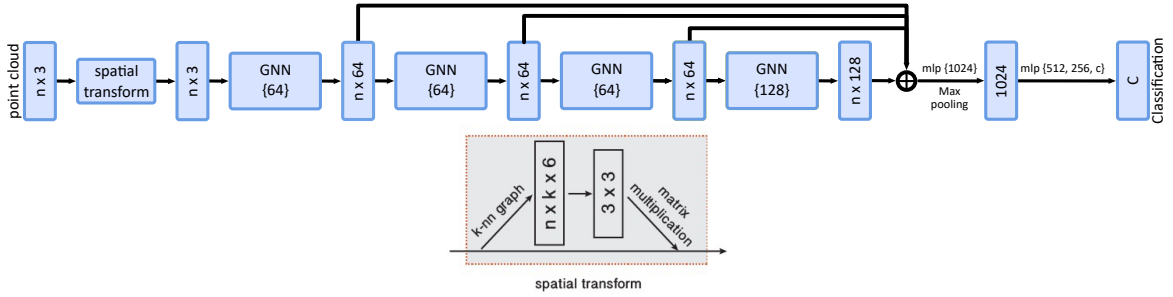 point cloud
n x 3
spatial
transform
n x 3
GNN
{64}
n x 64
GNN
{64}
n x 64
GNN
{64}
n x 64
GNN
{128}
n x 128
mlp {1024}
Max
pooling
1024
mlp {512, 256, c}
C
Classification
k-nn graph
n x k x 6
3 x 3
matrix
multiplication
spatial transform